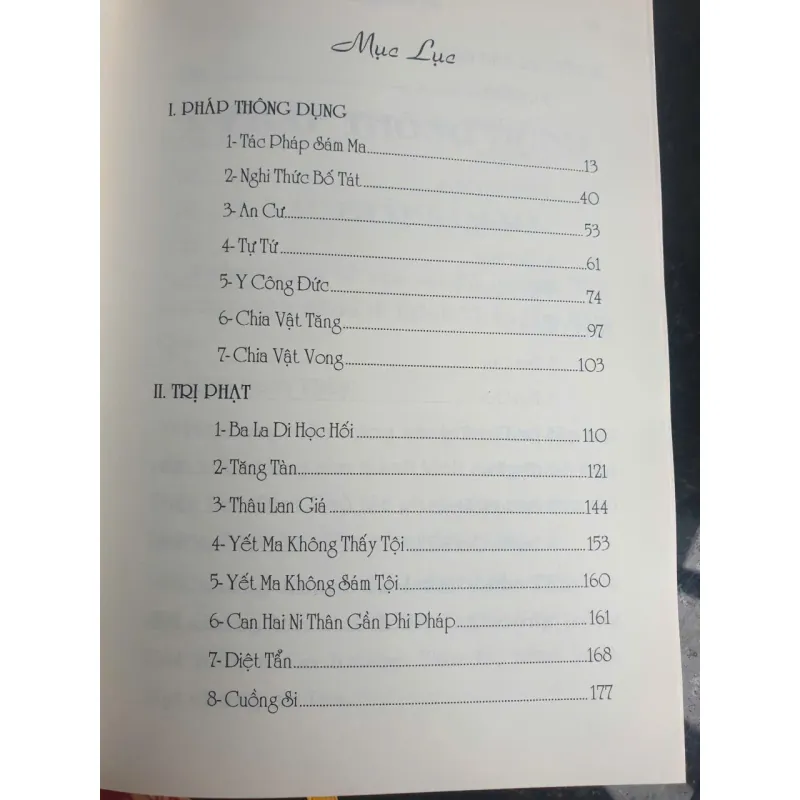 Mục Lục
I. PHÁP THÔNG DỤNG
1- Tác Pháp Sám Ma.....13
2- Nghi Thức Bố Tát.....40
3- An Cư.....53
4- Tự Tứ.....61
5- Y Công Đức.....74
6- Chia Vật Tăng.....97
7- Chia Vật Vong.....103
II. TRỊ PHẠT
1- Ba La Di Học Hối.....110
2- Tăng Tàn.....121
3- Thâu Lan Giá.....144
4- Yết Ma Không Thấy Tội.....153
5- Yết Ma Không Sám Tội.....160
6- Can Hai Ni Thân Gần Phi Pháp.....161
7- Diệt Tẩn.....168
8- Cuồng Si.....177